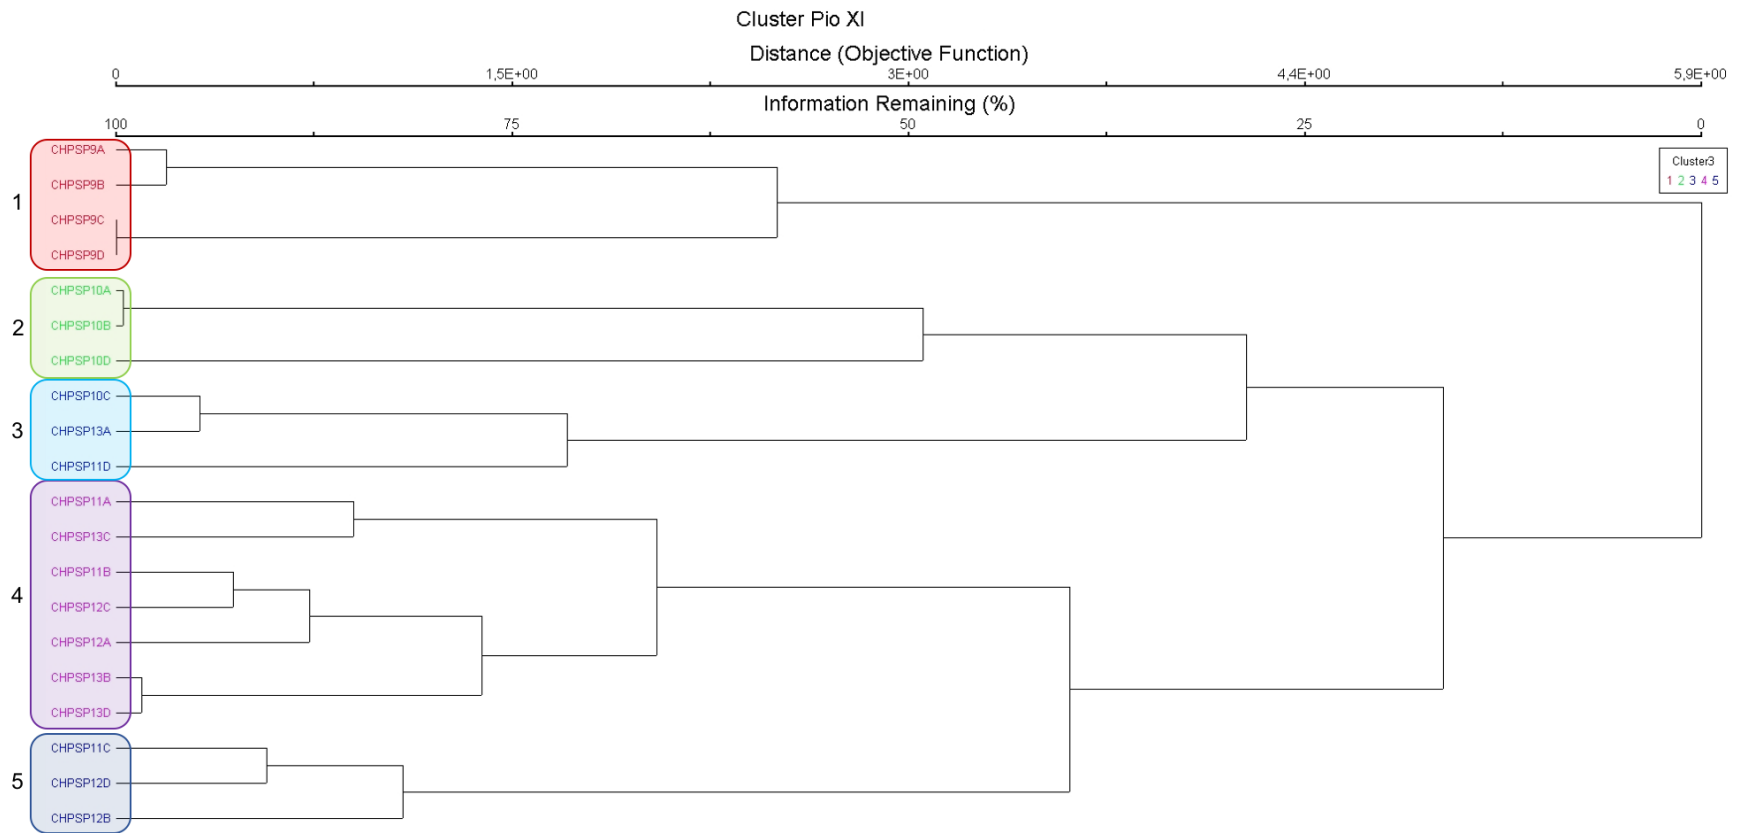 Cluster Pio XI
Distance (Objective Function)
0 1,5E+00 3E+00 4,4E+00 5,9E+00
Information Remaining (%)
100 75 50 25 0
Cluster3
1 2 3 4 5
1
CHPSP9A
CHPSP9B
CHPSP9C
CHPSP9D
2
CHPSP10A
CHPSP10B
CHPSP10D
3
CHPSP10C
CHPSP13A
CHPSP11D
4
CHPSP11A
CHPSP13C
CHPSP11B
CHPSP12C
CHPSP12A
CHPSP13B
CHPSP13D
5
CHPSP11C
CHPSP12D
CHPSP12B